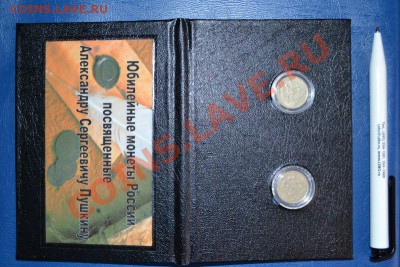 Юбилейные монеты России,
посвященные
Александру Сергеевичу Пушкину
COINS.LAVE.RU
COINS.LAVE.RU